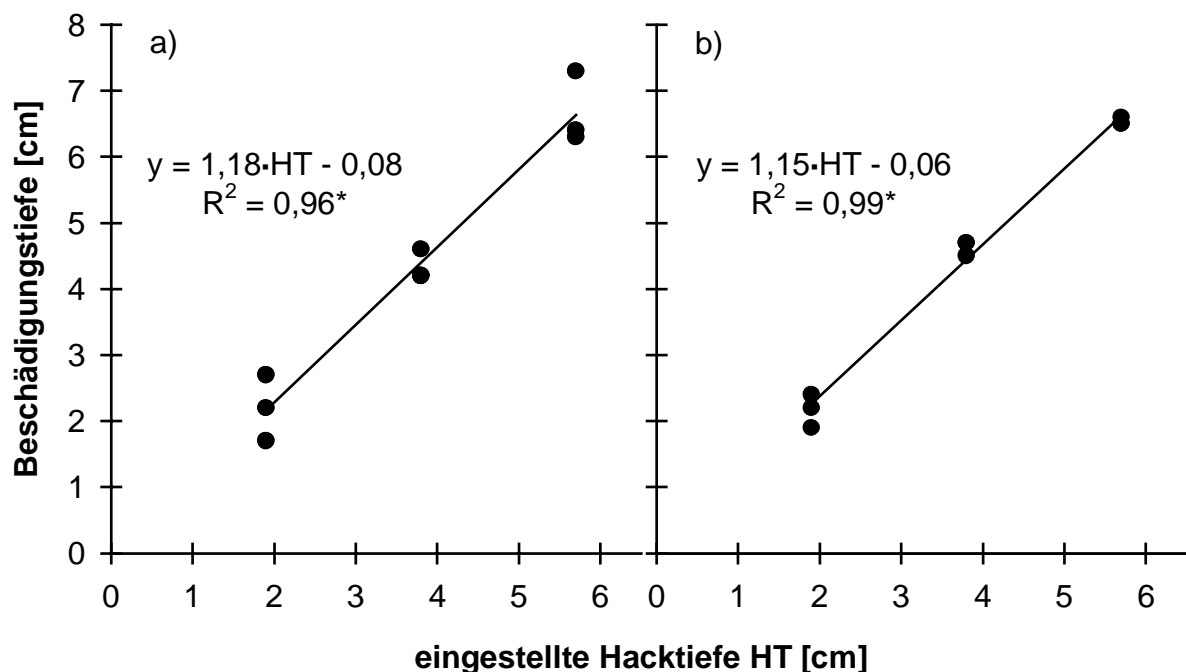 a)
b)
y = 1,18·HT - 0,08
R² = 0,96*
y = 1,15·HT - 0,06
R² = 0,99*
Beschädigungstiefe [cm]
8
7
6
5
4
3
2
1
0
0 1 2 3 4 5 6
0 1 2 3 4 5 6
eingestellte Hacktiefe HT [cm]